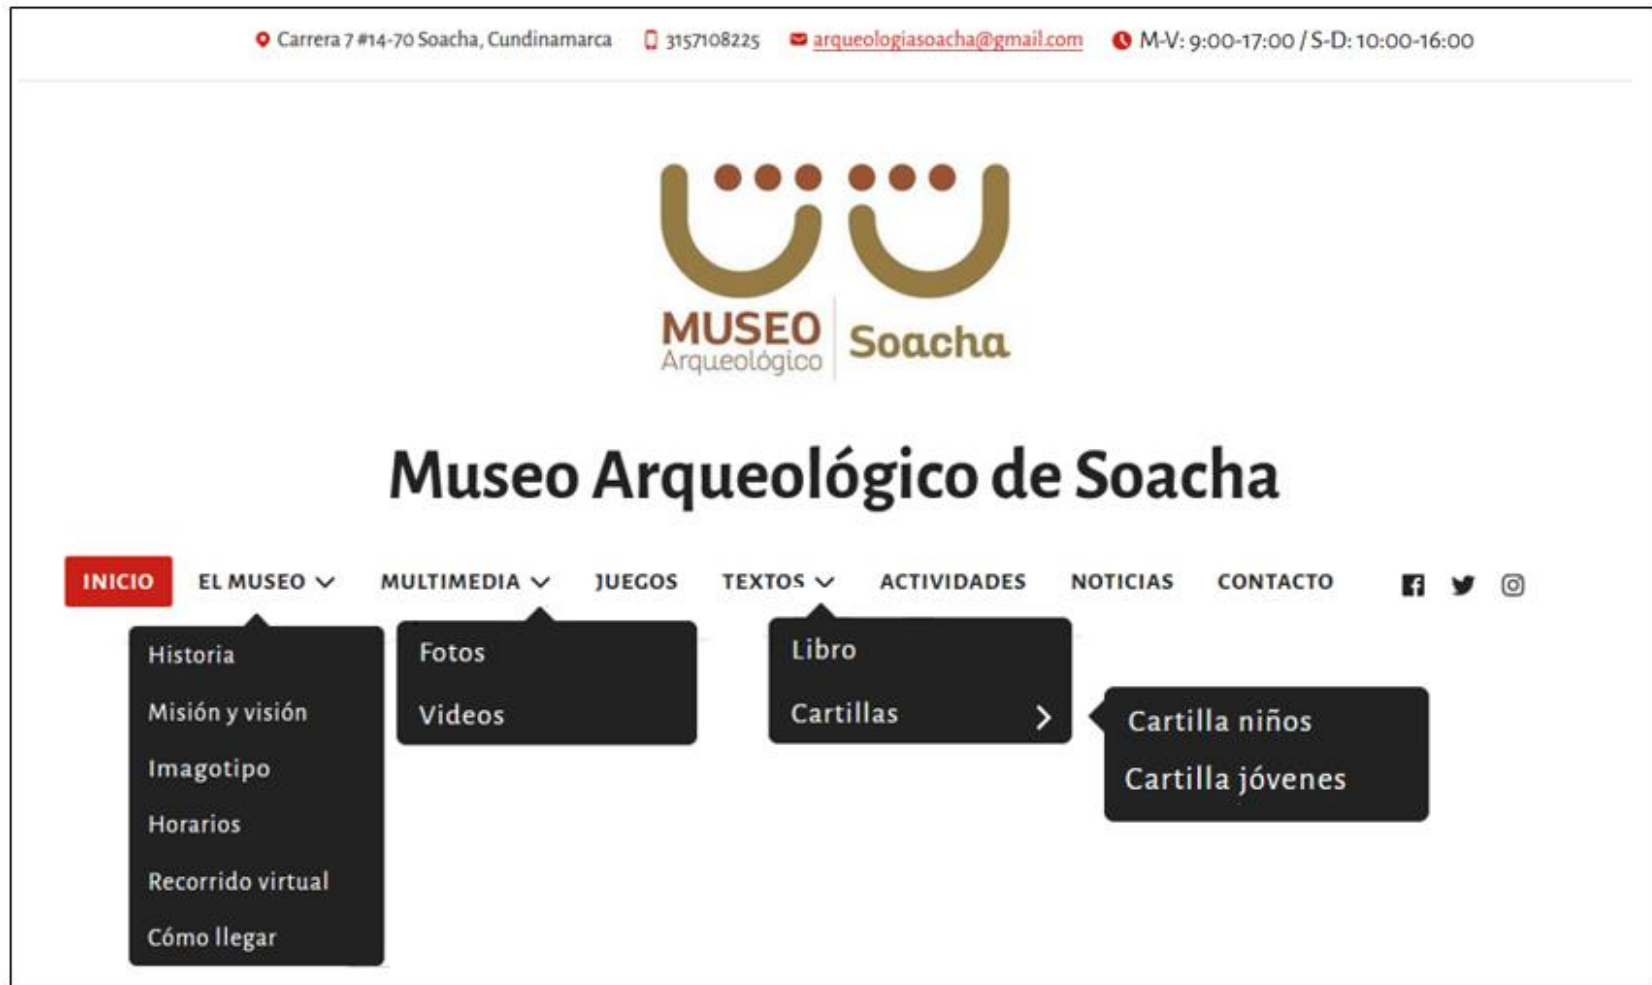 Carrera 7 #14-70 Soacha, Cundinamarca 3157108225 arqueologiasoacha@gmail.com M-V: 9:00-17:00 / S-D: 10:00-16:00
MUSEO
Arqueológico
Soacha
Museo Arqueológico de Soacha
INICIO EL MUSEO MULTIMEDIA JUEGOS TEXTOS ACTIVIDADES NOTICIAS CONTACTO
Historia
Misión y visión
Imagotipo
Horarios
Recorrido virtual
Cómo llegar
Fotos
Videos
Libro
Cartillas
Cartilla niños
Cartilla jóvenes